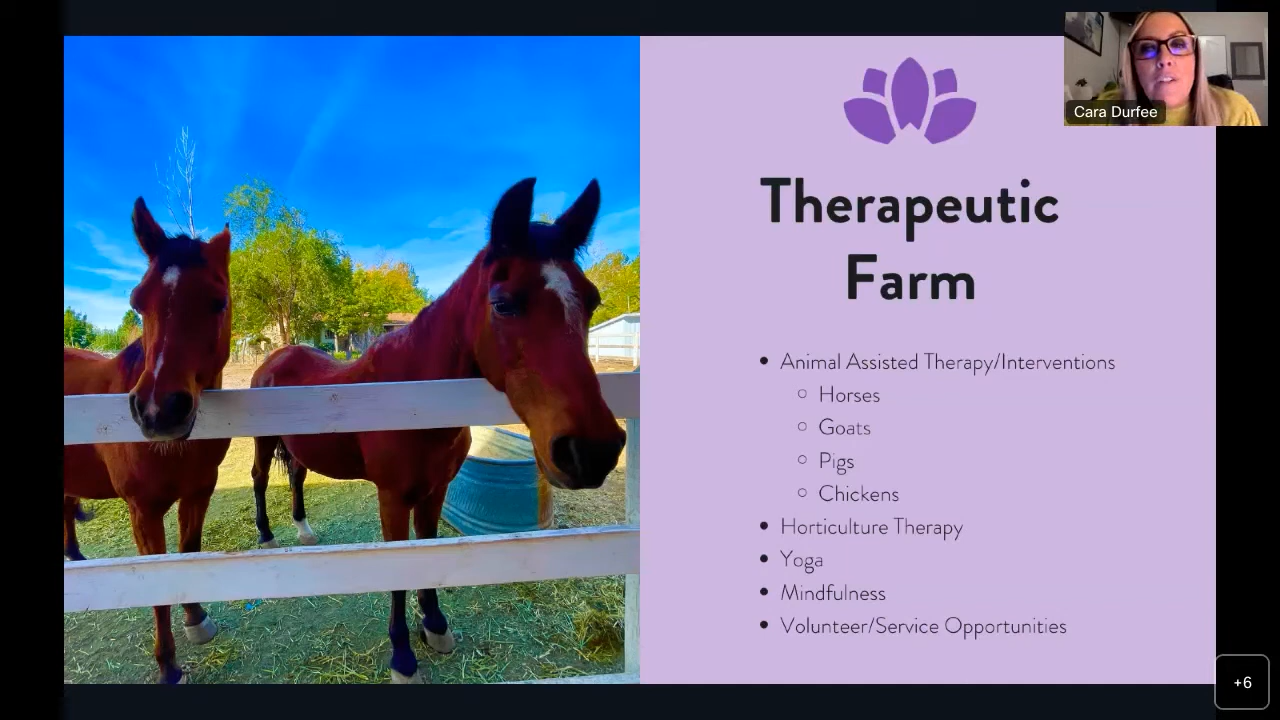 Cara Durfee
Therapeutic
Farm
Animal Assisted Therapy/Interventions
Horses
Goats
Pigs
Chickens
Horticulture Therapy
Yoga
Mindfulness
Volunteer/Service Opportunities
+6